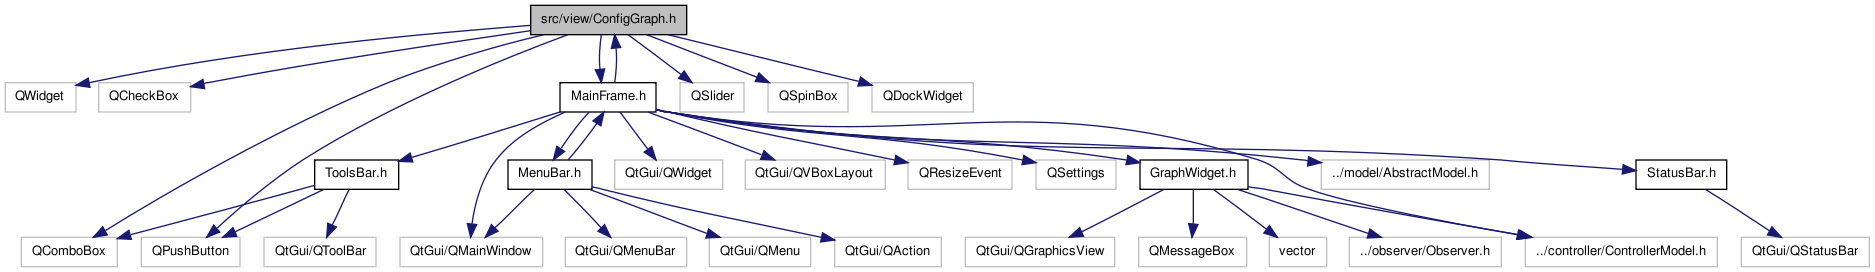 src/view/ConfigGraph.h
QWidget
QCheckBox
MainFrame.h
QSlider
QSpinBox
QDockWidget
ToolsBar.h
MenuBar.h
QtGui/QWidget
QtGui/QVBoxLayout
QResizeEvent
QSettings
GraphWidget.h
../model/AbstractModel.h
StatusBar.h
QComboBox
QPushButton
QtGui/QToolBar
QtGui/QMainWindow
QtGui/QMenuBar
QtGui/QMenu
QtGui/QAction
QtGui/QGraphicsView
QMessageBox
vector
../observer/Observer.h
../controller/ControllerModel.h
QtGui/QStatusBar